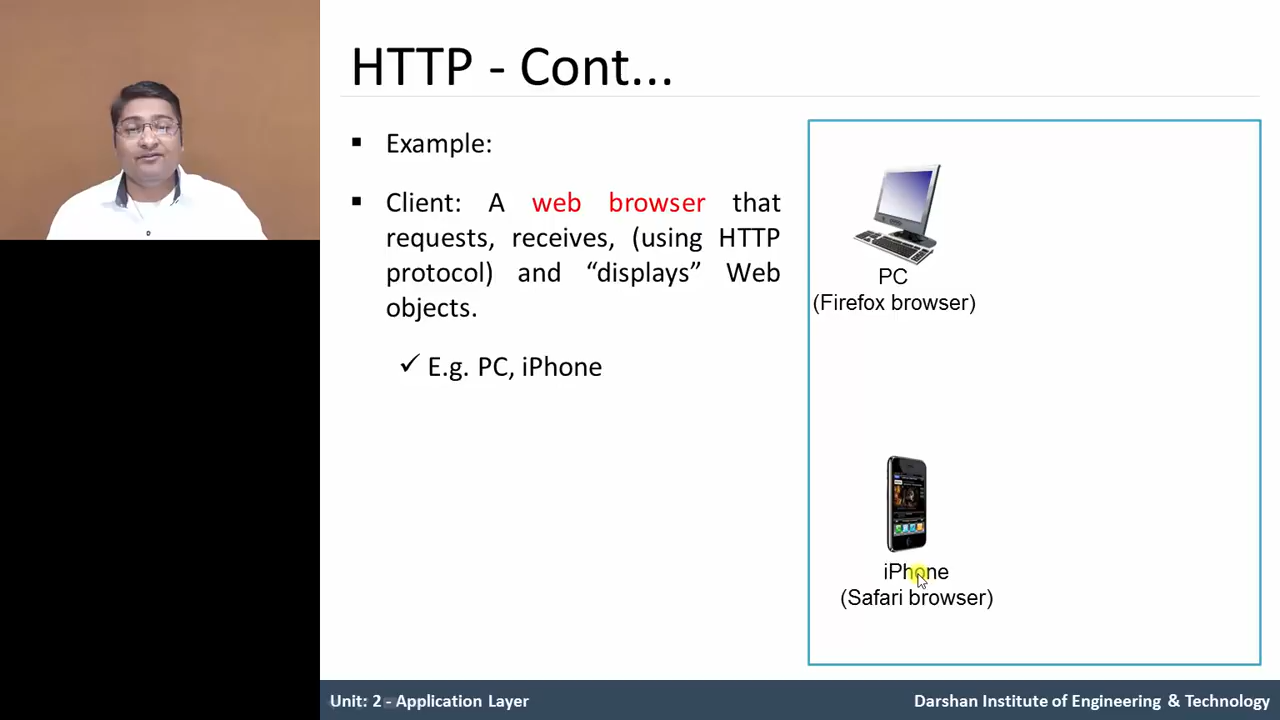 HTTP - Cont...
▪ Example:
▪ Client: A web browser that
requests, receives, (using HTTP
protocol) and “displays” Web
objects.
✓ E.g. PC, iPhone
PC
(Firefox browser)
iPhone
(Safari browser)
Unit: 2 - Application Layer
Darshan Institute of Engineering & Technology